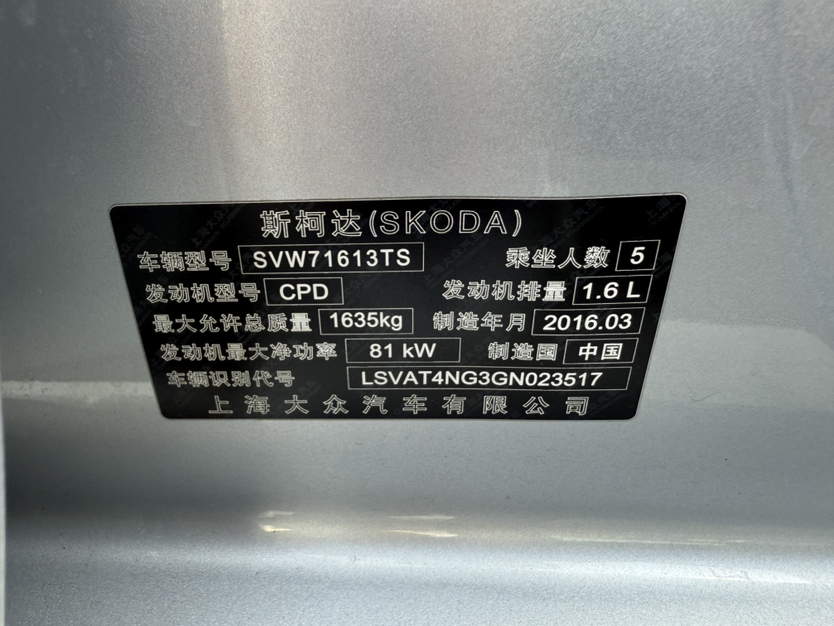 斯柯达(SKODA)
车辆型号 SVW71613TS 乘坐人数 5
发动机型号 CPD 发动机排量 1.6 L
最大允许总质量 1635kg 制造年月 2016.03
发动机最大净功率 81 kW 制造国 中国
车辆识别代号 LSVAT4NG3GN023517
上海大众汽车有限公司